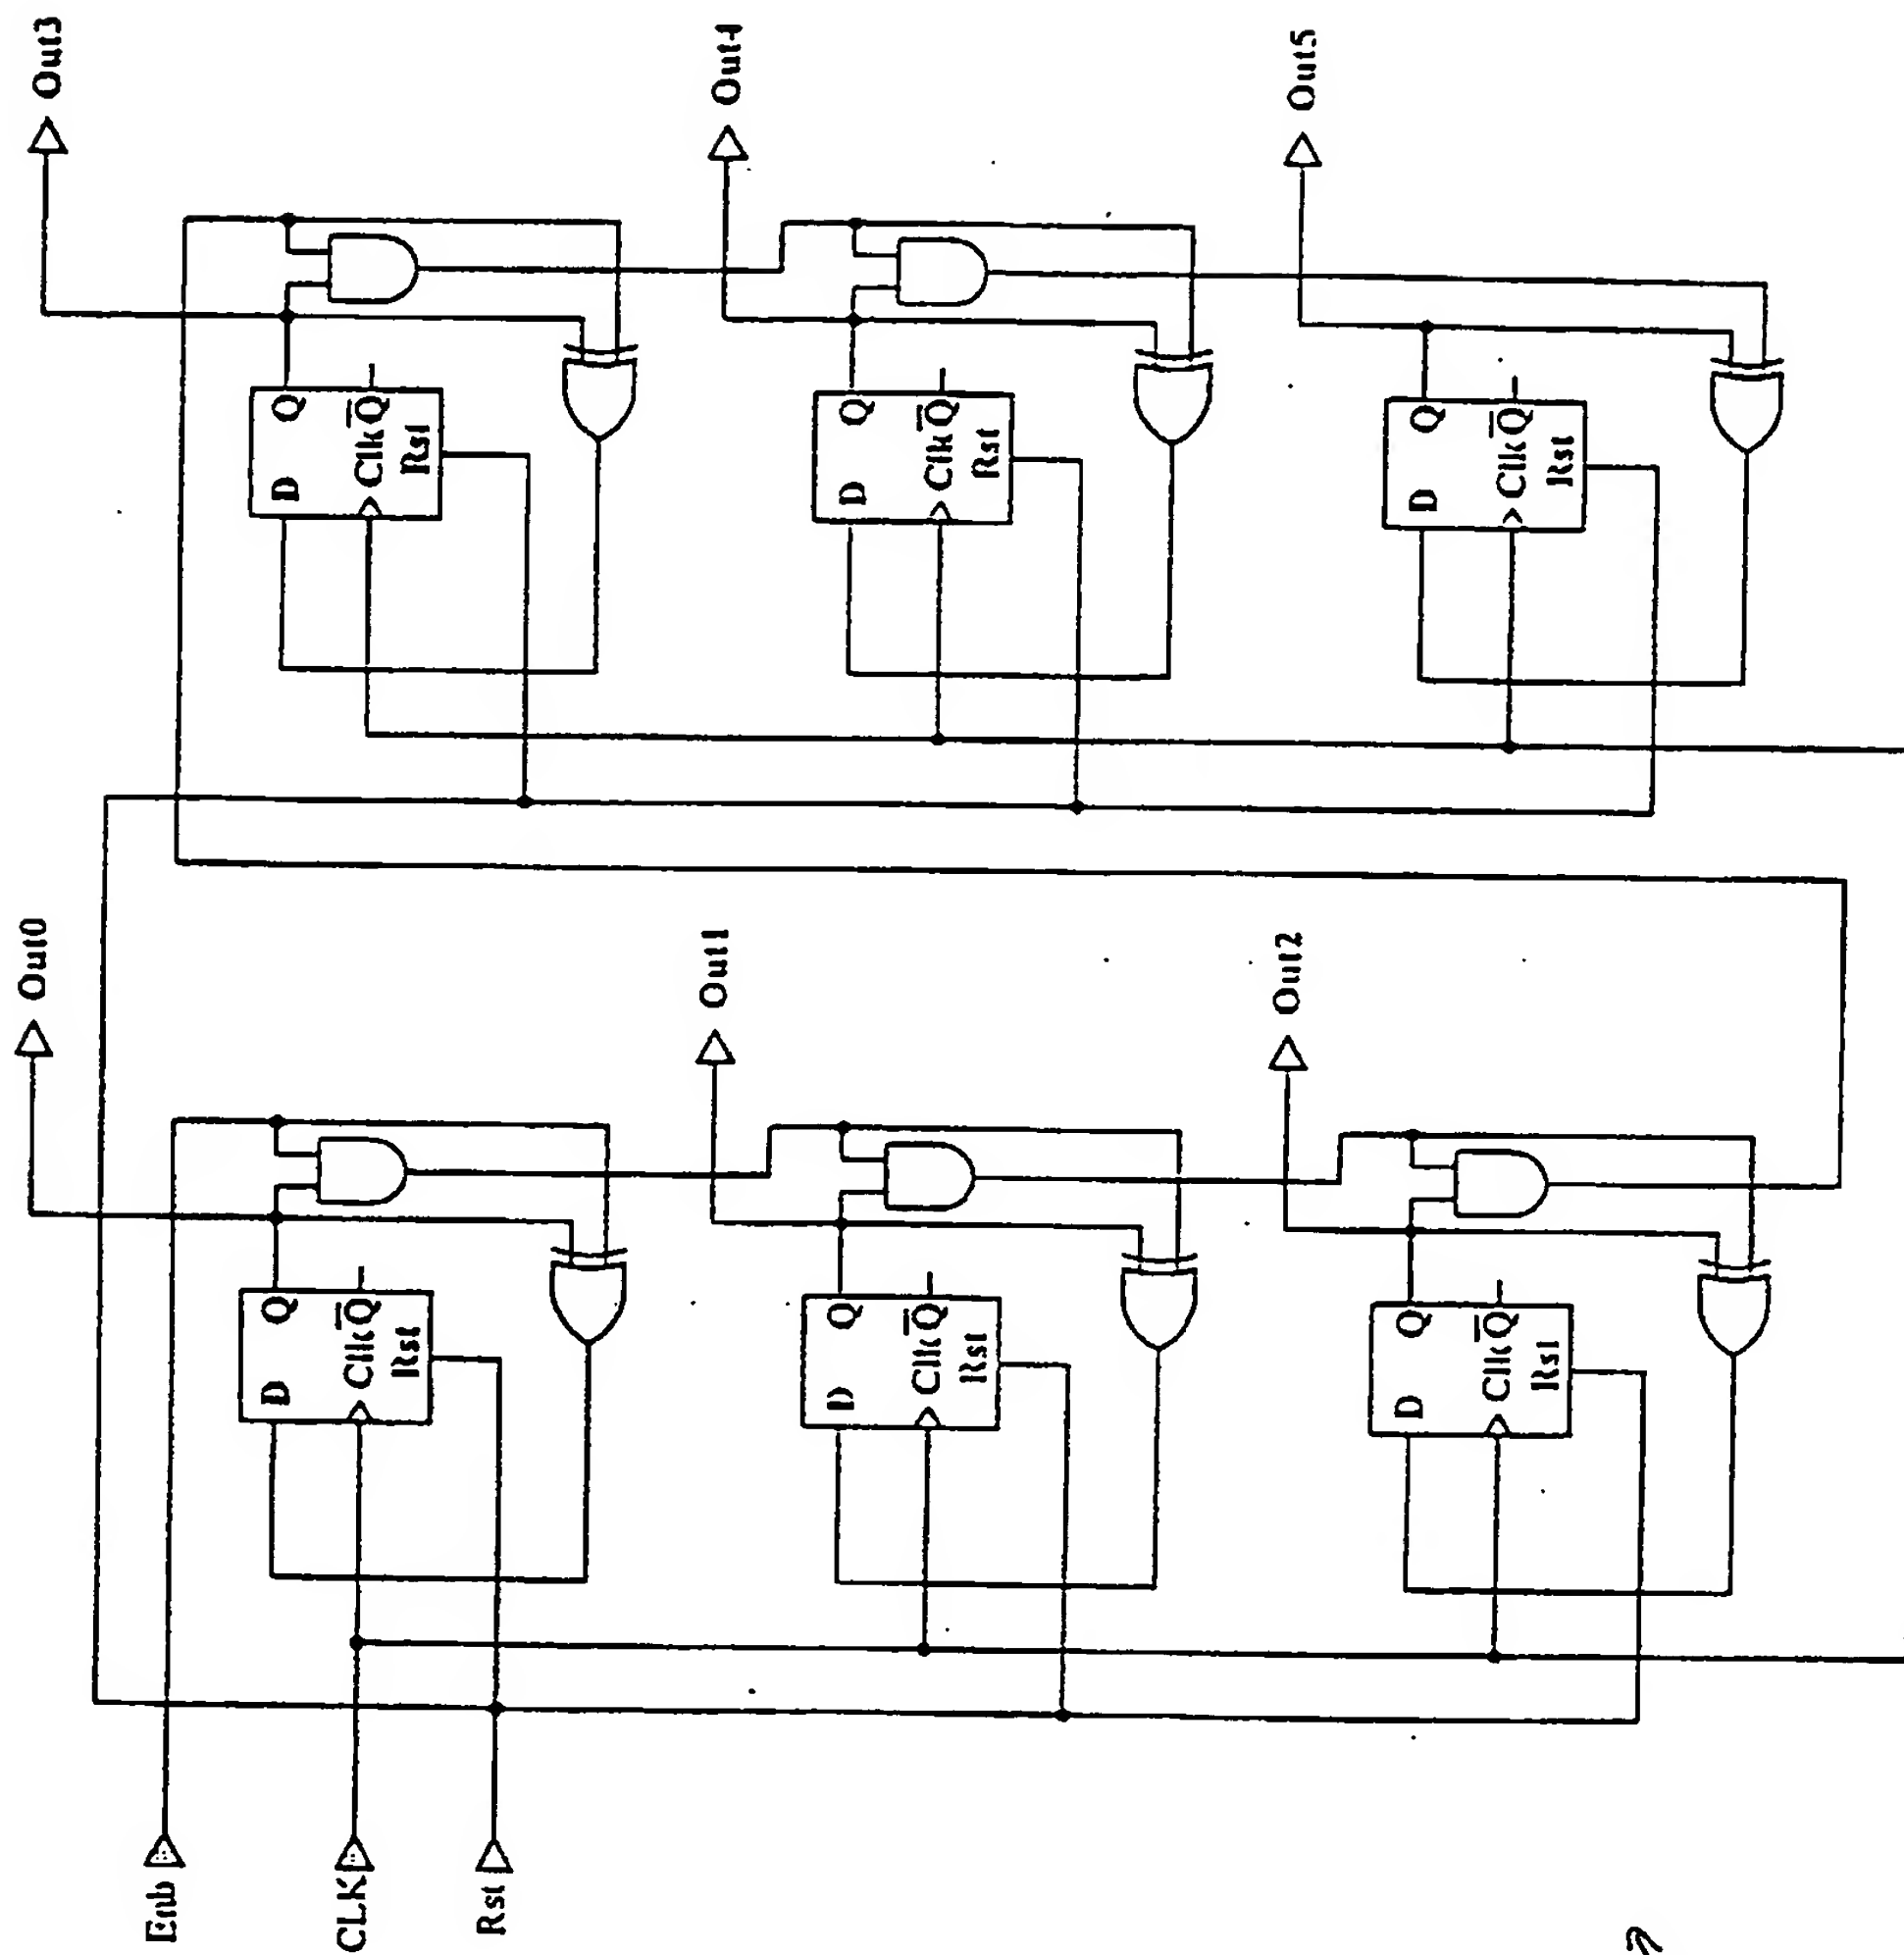 Out0
Out1
Out2
Out3
Out4
Out5
Enb
CLK
Rst
D Q
Clk Q̅
Rst
D Q
Clk Q̅
Rst
D Q
Clk Q̅
Rst
D Q
Clk Q̅
Rst
D Q
Clk Q̅
Rst
D Q
Clk Q̅
Rst